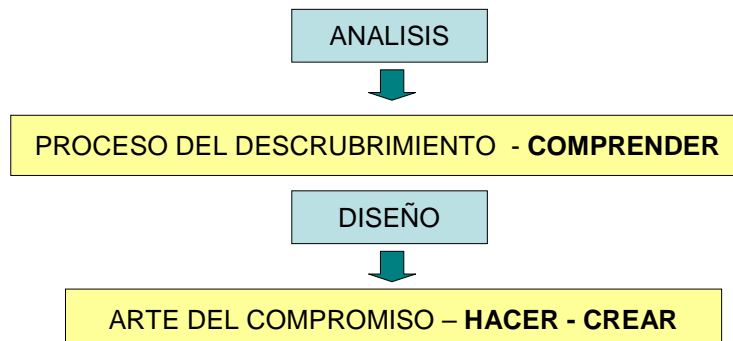 ANALISIS
PROCESO DEL DESCRUBRIMIENTO - COMPRENDER
DISEÑO
ARTE DEL COMPROMISO – HACER - CREAR